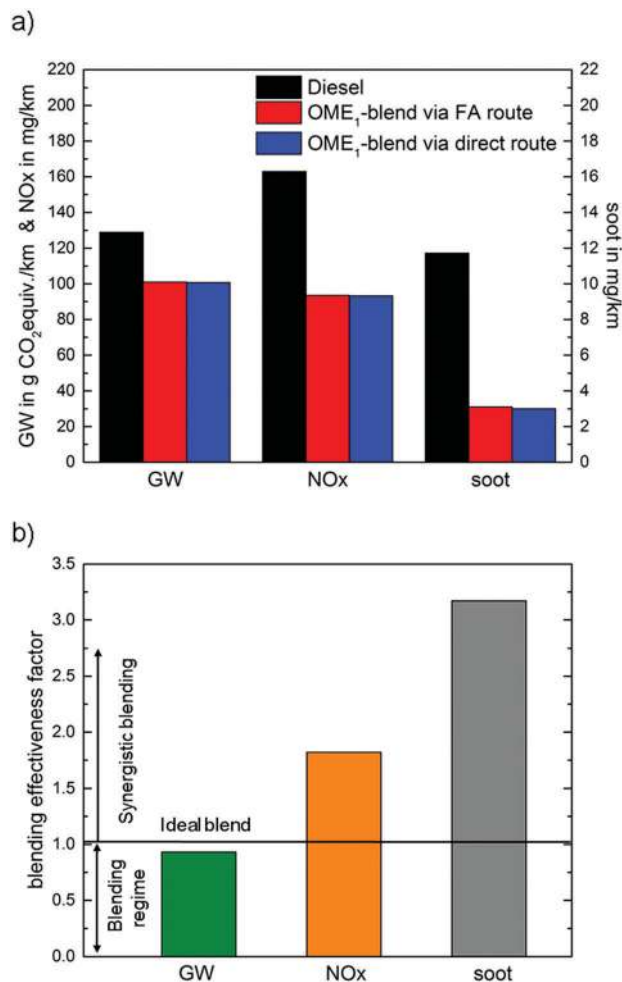 a)
220
200
180
160
140
120
100
80
60
40
20
0
GW in g CO₂equiv./km & NOx in mg/km
Diesel
OME₁-blend via FA route
OME₁-blend via direct route
22
20
18
16
14
12
10
8
6
4
2
0
soot in mg/km
GW NOx soot
b)
3.5
3.0
2.5
2.0
1.5
1.0
0.5
0.0
blending effectiveness factor
Synergistic blending
Blending
regime
Ideal blend
GW NOx soot